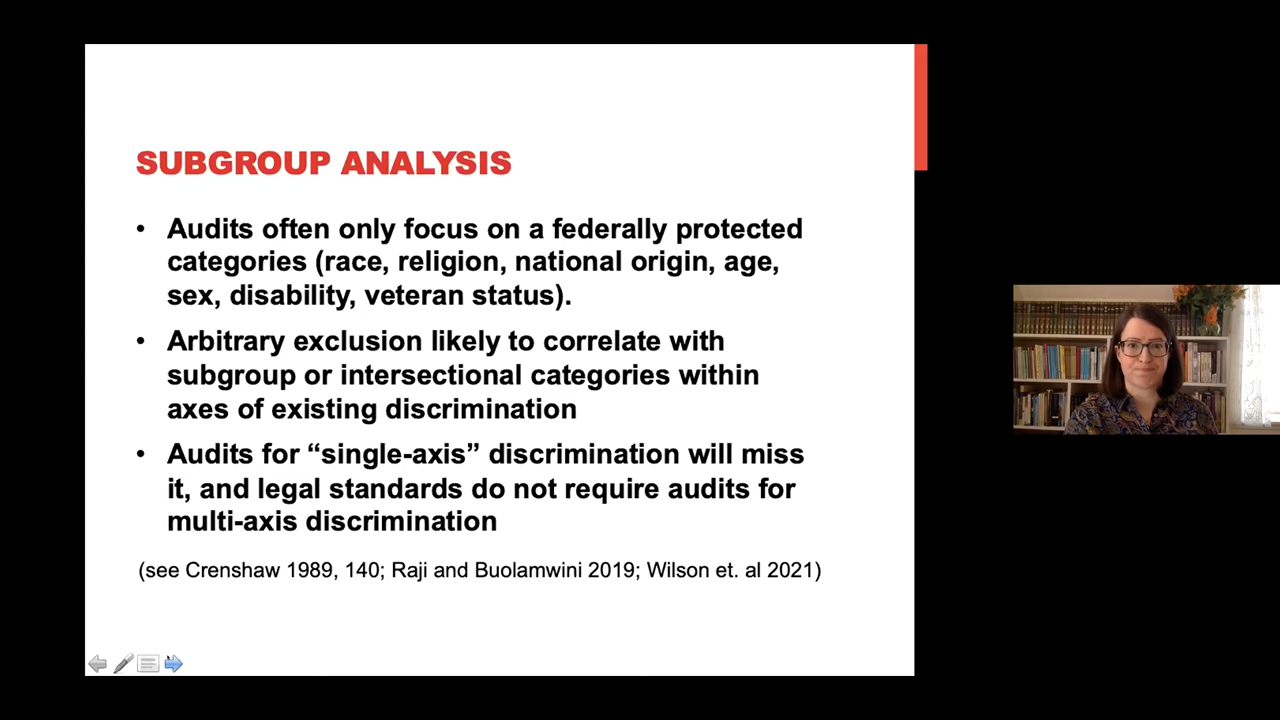 SUBGROUP ANALYSIS
• Audits often only focus on a federally protected
categories (race, religion, national origin, age,
sex, disability, veteran status).
• Arbitrary exclusion likely to correlate with
subgroup or intersectional categories within
axes of existing discrimination
• Audits for “single-axis” discrimination will miss
it, and legal standards do not require audits for
multi-axis discrimination
(see Crenshaw 1989, 140; Raji and Buolamwini 2019; Wilson et. al 2021)